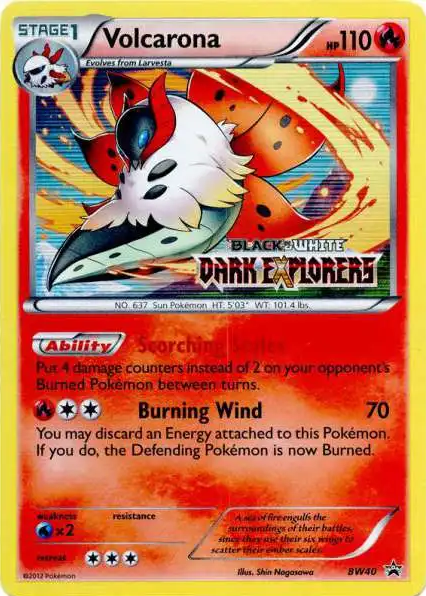 STAGE1
Volcarona
HP110
Evolves from Larvesta
BLACK & WHITE
DARK EXPLORERS
NO. 637 Sun Pokémon HT: 5'03" WT: 101.4 lbs.
Ability Scorching Scales
Put 4 damage counters instead of 2 on your opponent's
Burned Pokémon between turns.
Burning Wind 70
You may discard an Energy attached to this Pokémon.
If you do, the Defending Pokémon is now Burned.
weakness resistance
×2
A sea of fire engulfs the
surroundings of their battles,
since they use their six wings to
scatter their ember scales.
retreat
©2012 Pokémon
Illus. Shin Nagasawa
BW40